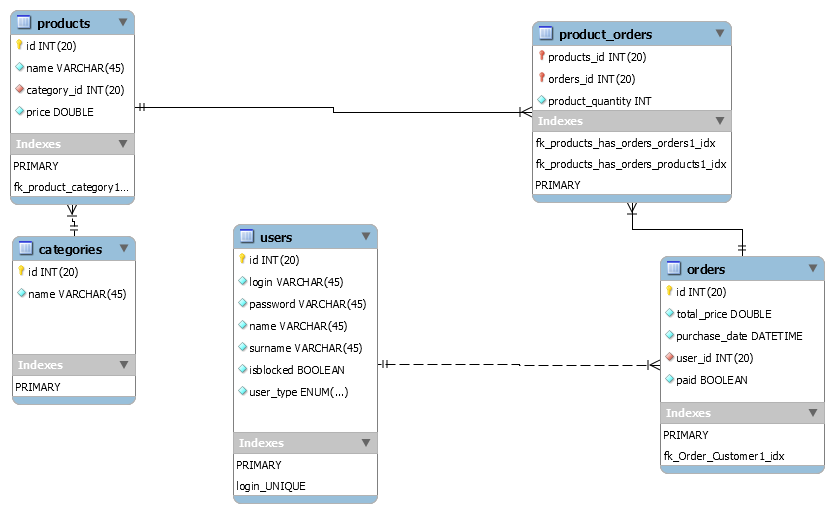 products
id INT(20)
name VARCHAR(45)
category_id INT(20)
price DOUBLE
Indexes
PRIMARY
fk_product_category1...
categories
id INT(20)
name VARCHAR(45)
Indexes
PRIMARY
users
id INT(20)
login VARCHAR(45)
password VARCHAR(45)
name VARCHAR(45)
surname VARCHAR(45)
isblocked BOOLEAN
user_type ENUM(...)
Indexes
PRIMARY
login_UNIQUE
product_orders
products_id INT(20)
orders_id INT(20)
product_quantity INT
Indexes
fk_products_has_orders_orders1_idx
fk_products_has_orders_products1_idx
PRIMARY
orders
id INT(20)
total_price DOUBLE
purchase_date DATETIME
user_id INT(20)
paid BOOLEAN
Indexes
PRIMARY
fk_Order_Customer1_idx